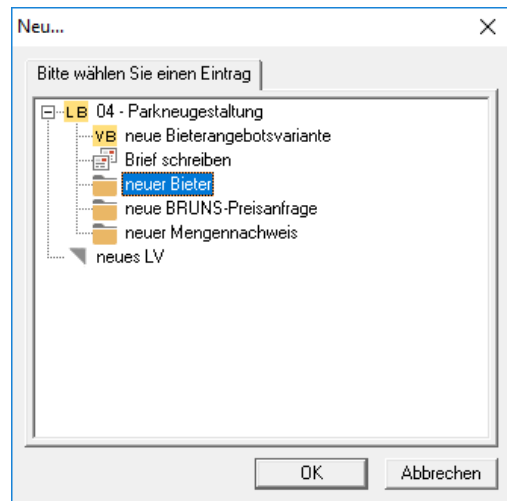 Neu...
Bitte wählen Sie einen Eintrag
LB 04 - Parkneugestaltung
VB neue Bieterangebotsvariante
Brief schreiben
neuer Bieter
neue BRUNS-Preisanfrage
neuer Mengennachweis
neues LV
OK Abbrechen